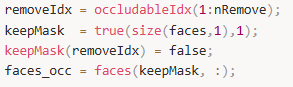 removeIdx = occludableIdx(1:nRemove);
keepMask  = true(size(faces,1),1);
keepMask(removeIdx) = false;
faces_occ = faces(keepMask, :);